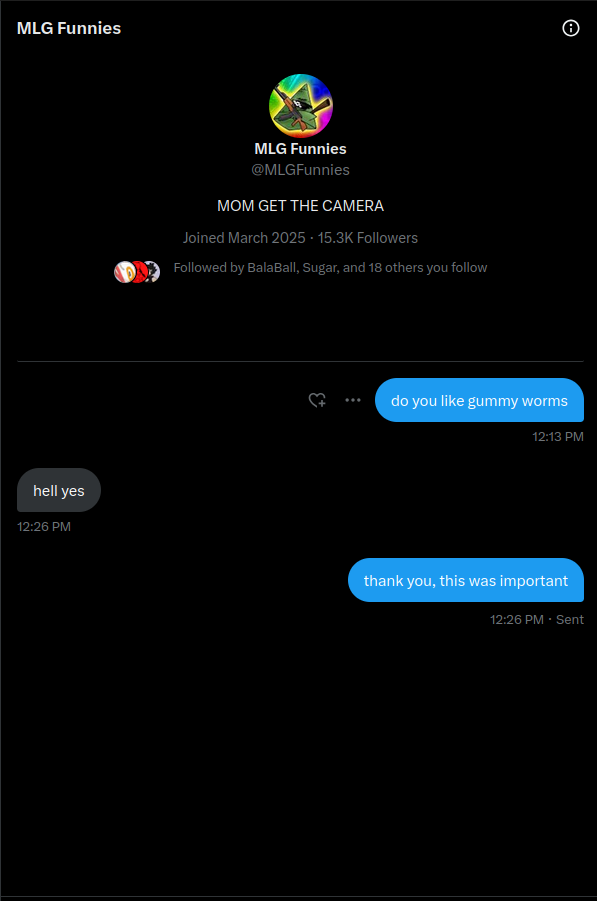 MLG Funnies
MLG Funnies
@MLGFunnies
MOM GET THE CAMERA
Joined March 2025 · 15.3K Followers
Followed by BalaBall, Sugar, and 18 others you follow
do you like gummy worms
12:13 PM
hell yes
12:26 PM
thank you, this was important
12:26 PM · Sent